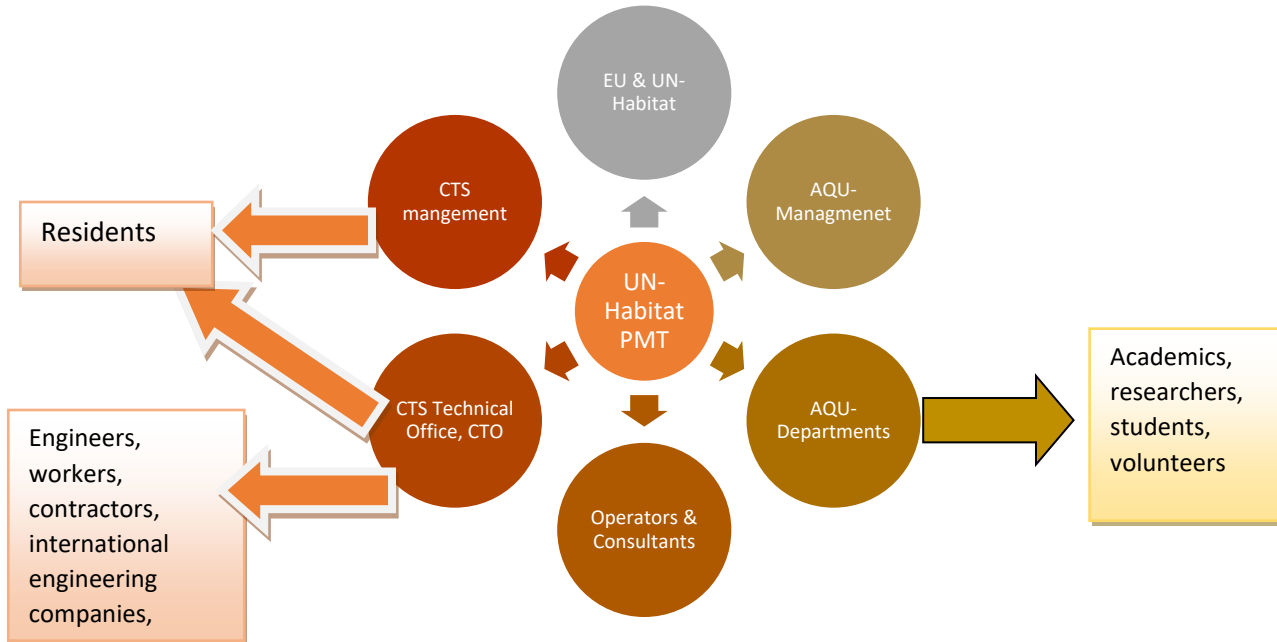 EU & UN-
Habitat
CTS
mangement
AQU-
Managmenet
Residents
UN-
Habitat
PMT
CTS Technical
Office, CTO
AQU-
Departments
Academics,
researchers,
students,
volunteers
Engineers,
workers,
contractors,
international
engineering
companies,
Operators &
Consultants